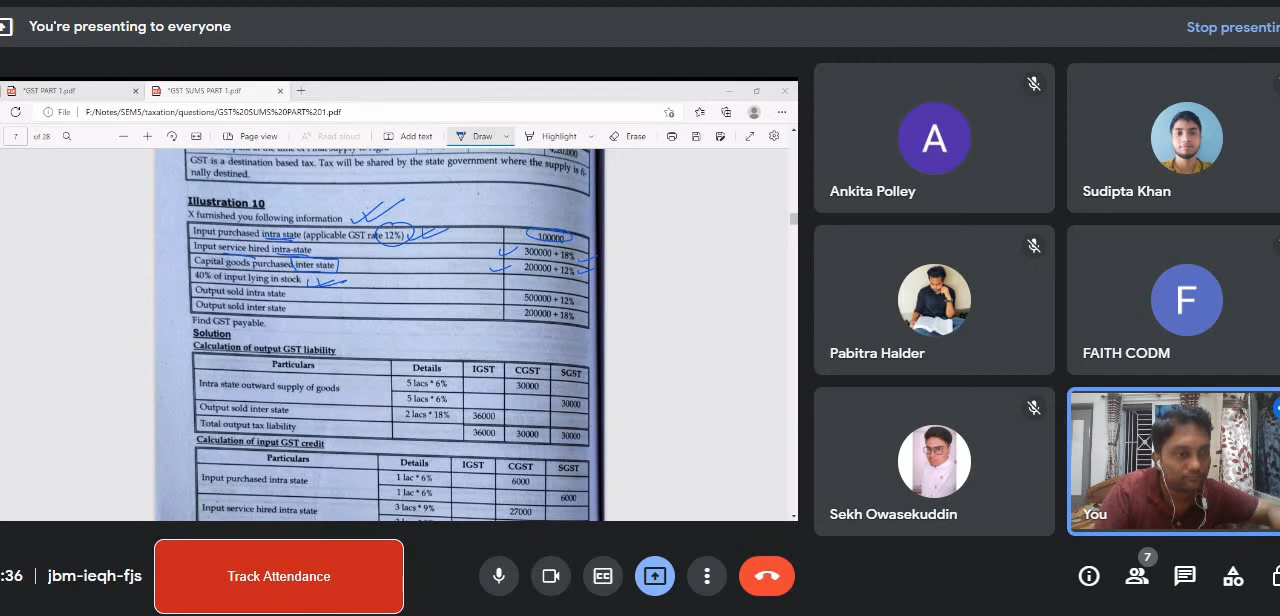 You're presenting to everyone
Stop presentin
*GST PART 1.pdf
*GST SUMS PART 1.pdf
File
F:/Notes/SEM5/taxation/questions/GST%20SUMS%20PART%201.pdf
7 of 28
Page view
Read aloud
Add text
Draw
Highlight
Erase
4,20,000
GST is a destination based tax. Tax will be shared by the state government where the supply is fi-
nally destined.
Illustration 10
X furnished you following information
Input purchased intra state (applicable GST rate 12%) 100000
Input service hired intra-state 300000 + 18%
Capital goods purchased inter state 200000 + 12%
40% of input lying in stock
Output sold intra state 500000 + 12%
Output sold inter state 200000 + 18%
Find GST payable.
Solution
Calculation of output GST liability
Particulars Details IGST CGST SGST
Intra state outward supply of goods 5 lacs * 6% 30000
5 lacs * 6% 30000
Output sold inter state 2 lacs * 18% 36000
Total output tax liability 36000 30000 30000
Calculation of input GST credit
Particulars Details IGST CGST SGST
Input purchased intra state 1 lac * 6% 6000
1 lac * 6% 6000
Input service hired intra state 3 lacs * 9% 27000
A
Ankita Polley
Sudipta Khan
Pabitra Halder
F
FAITH CODM
Sekh Owasekuddin
You
:36
jbm-ieqh-fjs
Track Attendance
CC
7